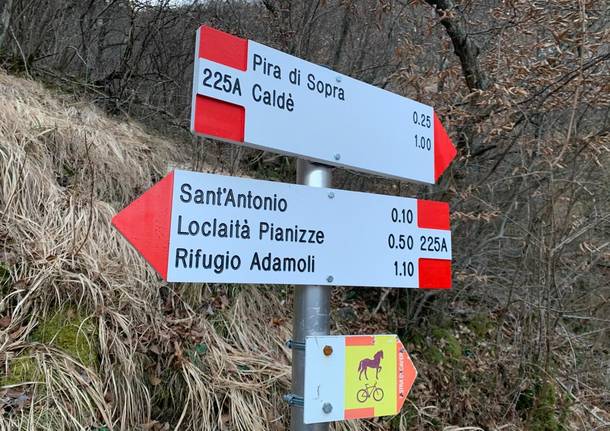 225A Pira di Sopra 0.25
Caldè 1.00
Sant'Antonio 0.10
Loclaità Pianizze 0.50 225A
Rifugio Adamoli 1.10